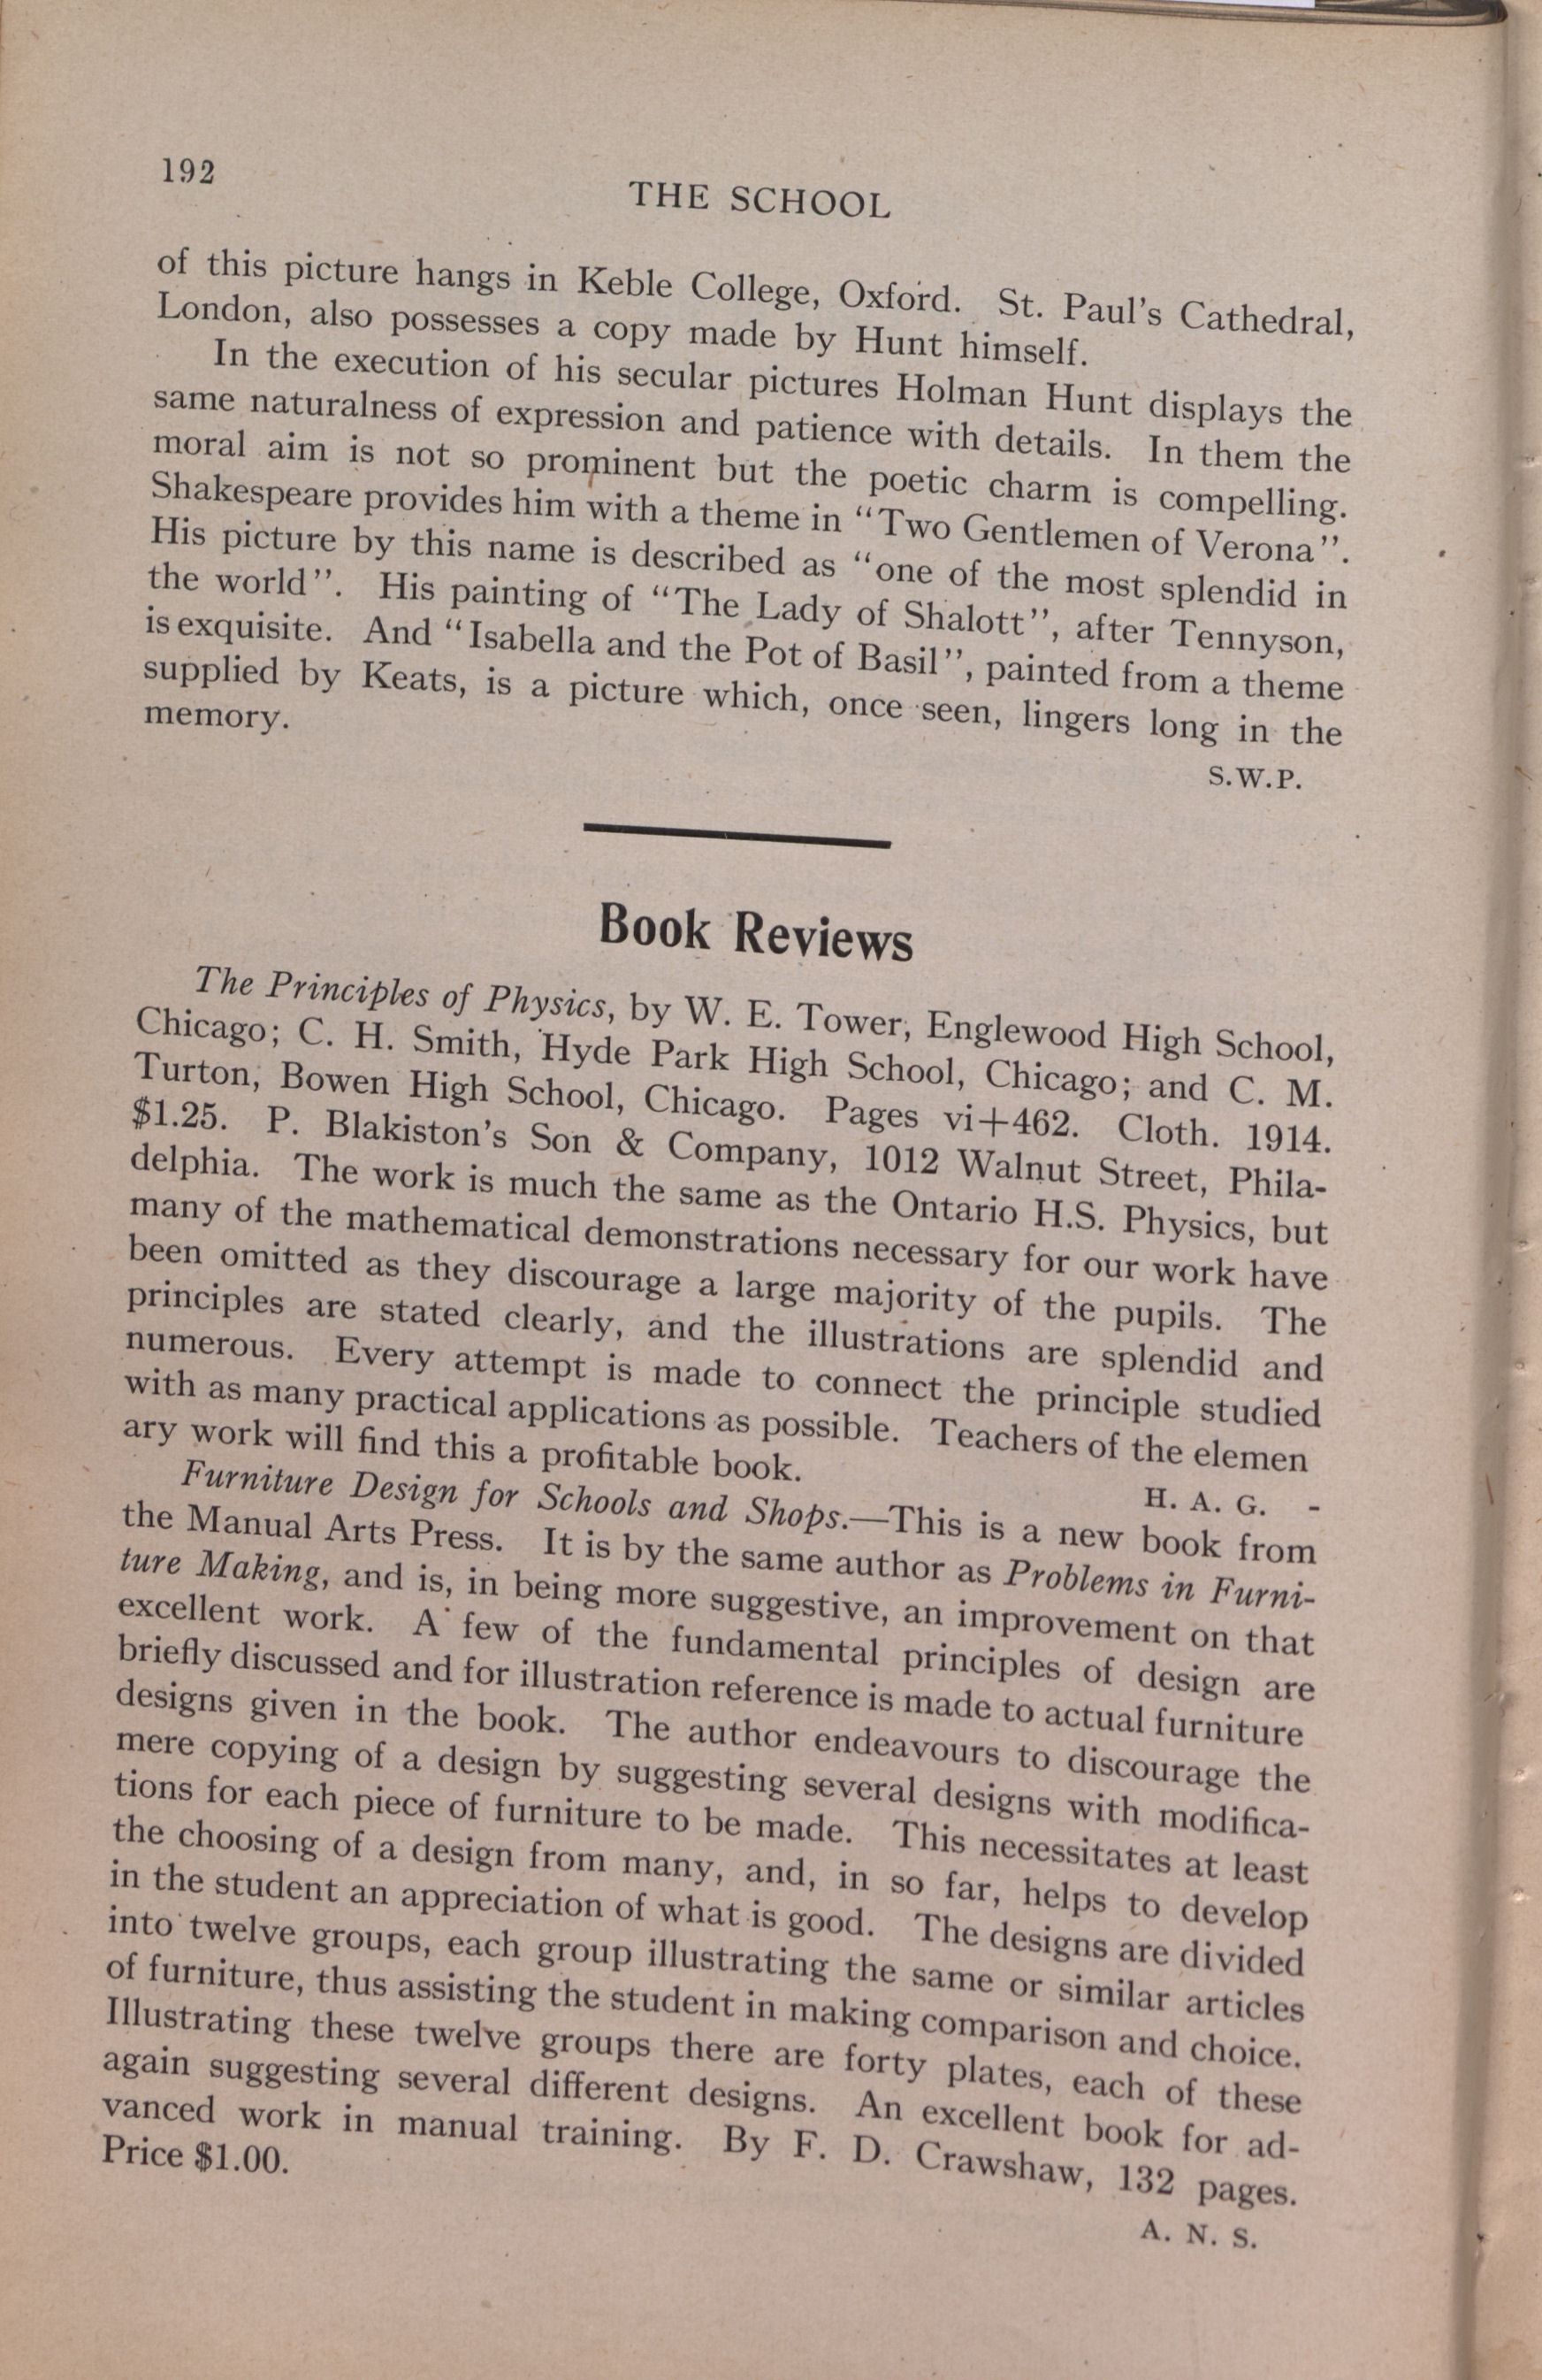 192
THE SCHOOL
of this picture hangs in Keble College, Oxford. St. Paul's Cathedral,
London, also possesses a copy made by Hunt himself.
In the execution of his secular pictures Holman Hunt displays the
same naturalness of expression and patience with details. In them the
moral aim is not so prominent but the poetic charm is compelling.
Shakespeare provides him with a theme in "Two Gentlemen of Verona".
His picture by this name is described as "one of the most splendid in
the world". His painting of "The Lady of Shalott", after Tennyson,
is exquisite. And "Isabella and the Pot of Basil", painted from a theme
supplied by Keats, is a picture which, once seen, lingers long in the
memory.
S.W.P.
Book Reviews
The Principles of Physics, by W. E. Tower, Englewood High School,
Chicago; C. H. Smith, Hyde Park High School, Chicago; and C. M.
Turton, Bowen High School, Chicago. Pages vi+462. Cloth. 1914.
$1.25. P. Blakiston's Son & Company, 1012 Walnut Street, Phila-
delphia. The work is much the same as the Ontario H.S. Physics, but
many of the mathematical demonstrations necessary for our work have
been omitted as they discourage a large majority of the pupils. The
principles are stated clearly, and the illustrations are splendid and
numerous. Every attempt is made to connect the principle studied
with as many practical applications as possible. Teachers of the elemen
ary work will find this a profitable book.
H. A. G. -
Furniture Design for Schools and Shops.—This is a new book from
the Manual Arts Press. It is by the same author as Problems in Furni-
ture Making, and is, in being more suggestive, an improvement on that
excellent work. A few of the fundamental principles of design are
briefly discussed and for illustration reference is made to actual furniture
designs given in the book. The author endeavours to discourage the
mere copying of a design by suggesting several designs with modifica-
tions for each piece of furniture to be made. This necessitates at least
the choosing of a design from many, and, in so far, helps to develop
in the student an appreciation of what is good. The designs are divided
into twelve groups, each group illustrating the same or similar articles
of furniture, thus assisting the student in making comparison and choice.
Illustrating these twelve groups there are forty plates, each of these
again suggesting several different designs. An excellent book for ad-
vanced work in manual training. By F. D. Crawshaw, 132 pages.
Price $1.00.
A. N. S.